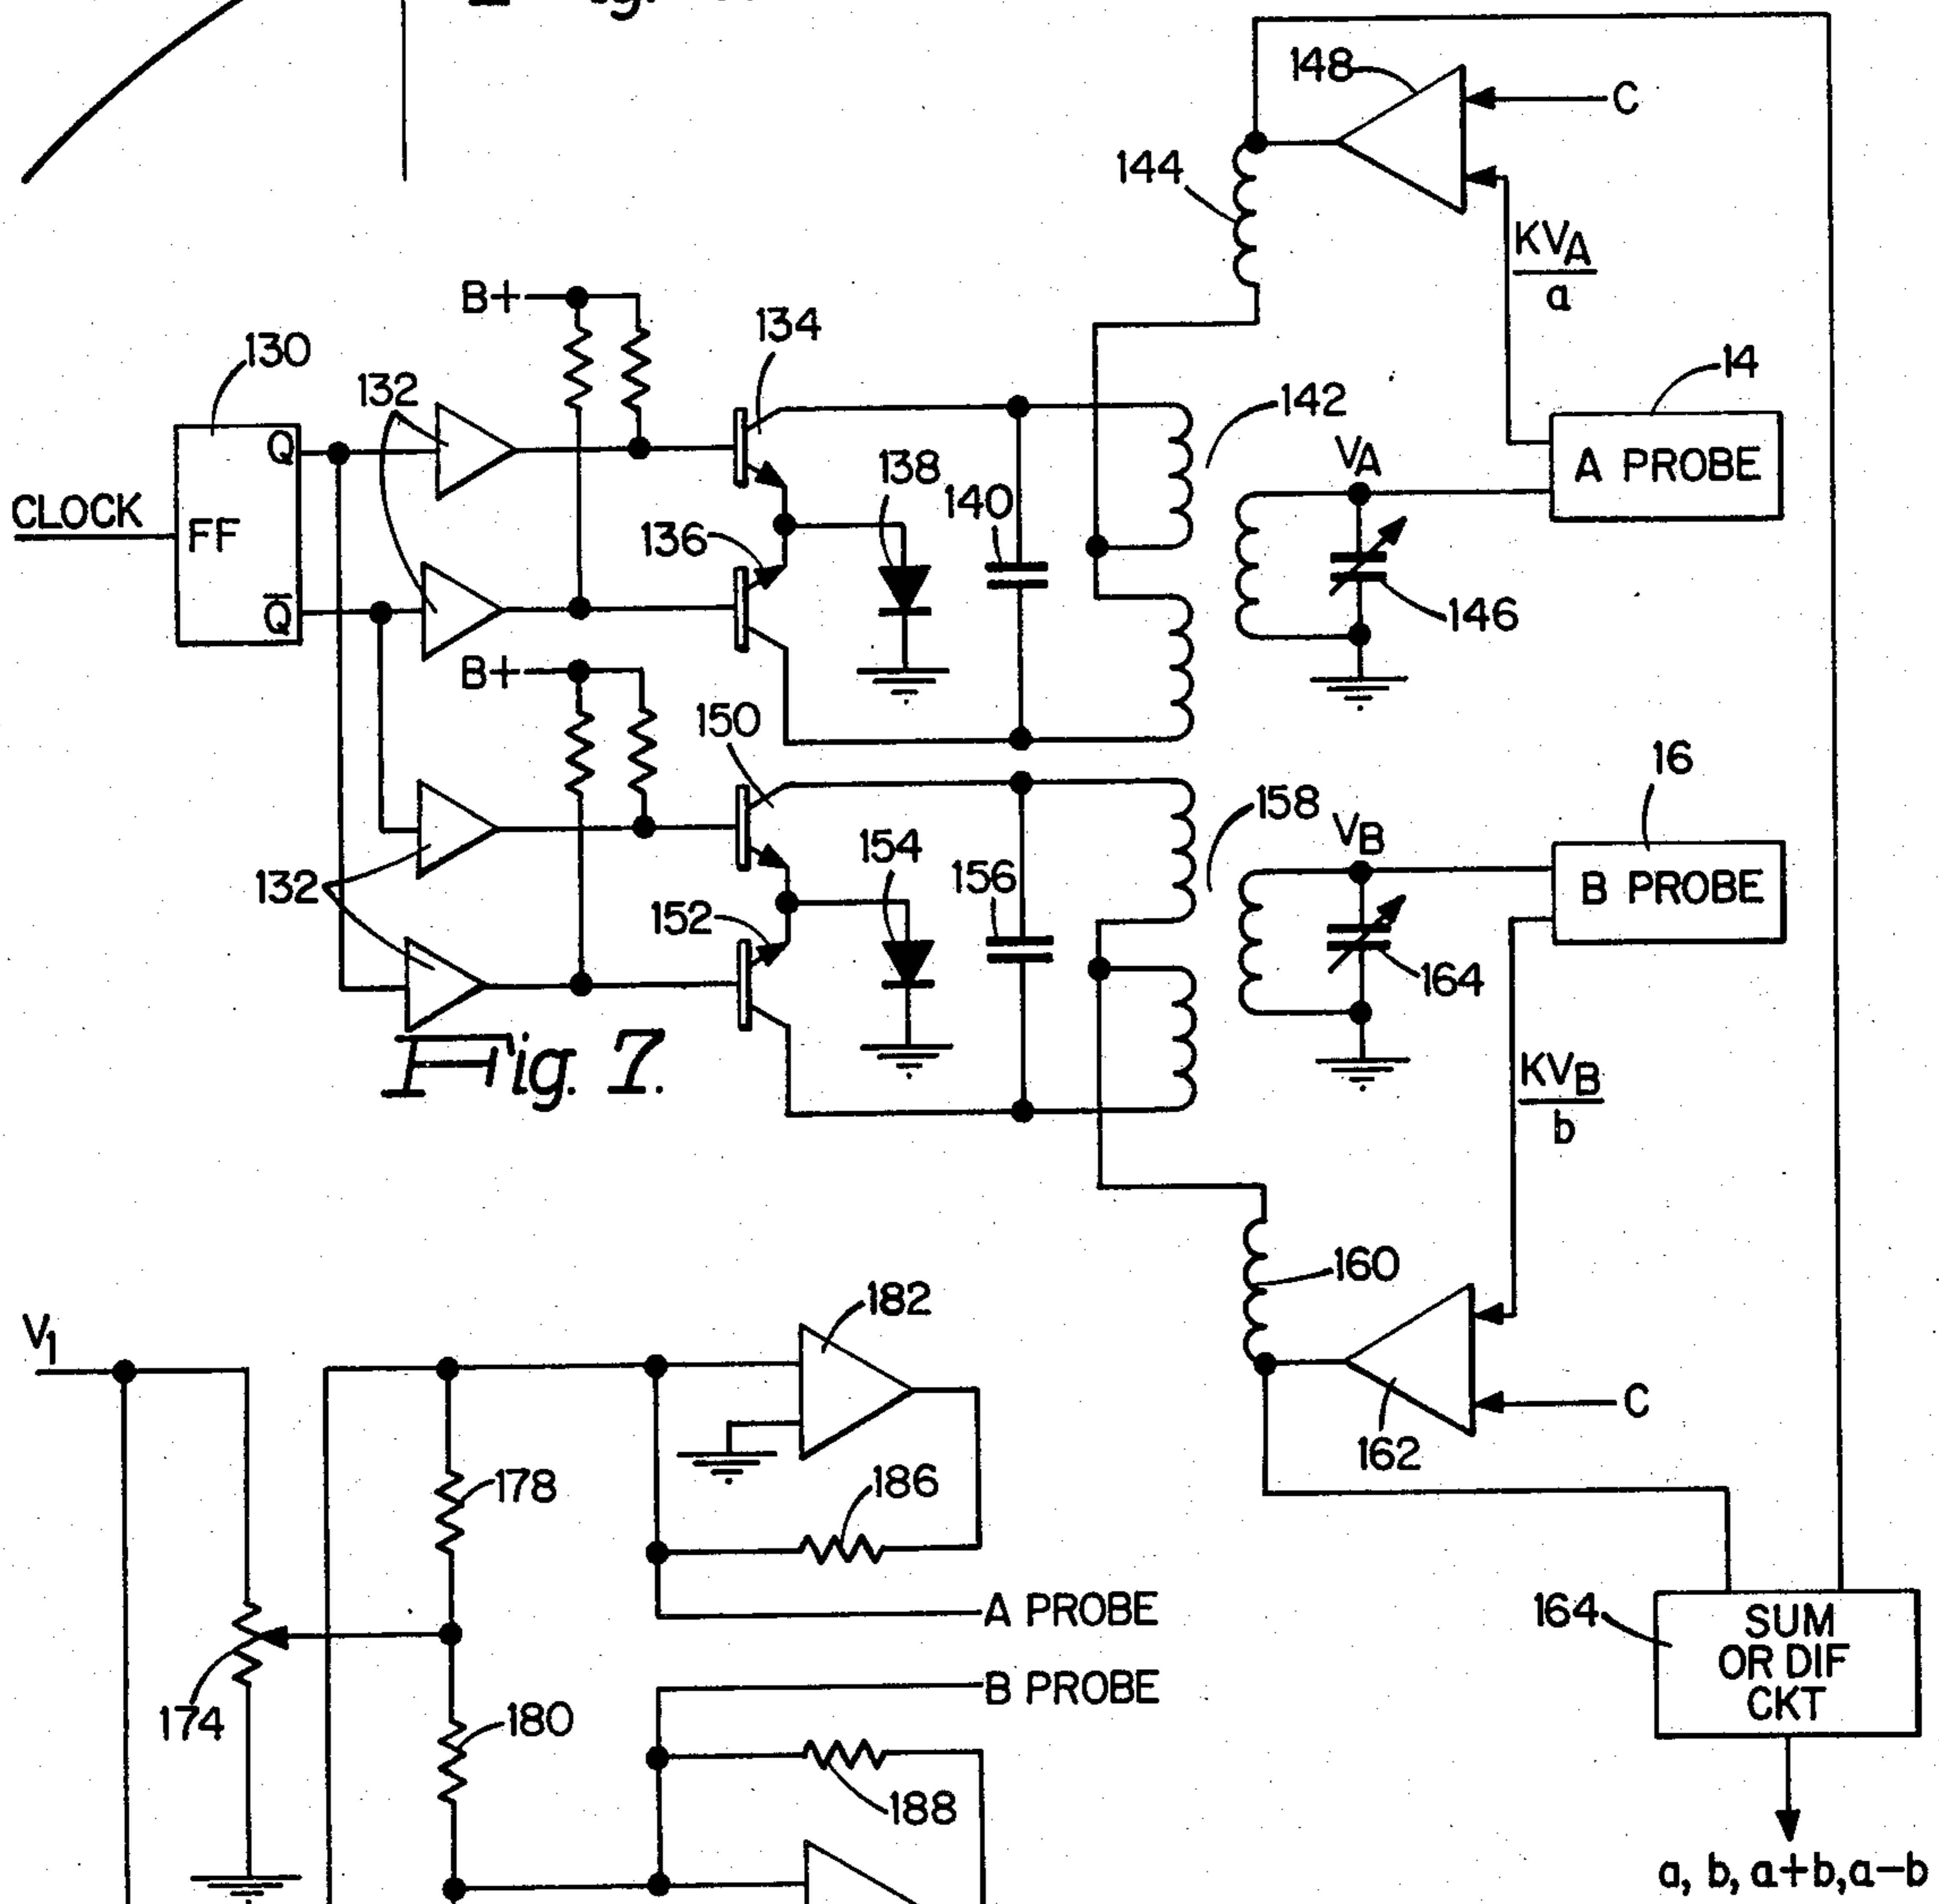 148
C
144
KVA
a
B+
134
130
132
14
142
Q
VA
A PROBE
138
140
CLOCK
FF
136
Q̅
146
B+
150
16
158
VB
154
156
B PROBE
132
152
164
Fig. 7.
KVB
b
160
182
V1
C
162
178
186
A PROBE
164
SUM
OR DIF
CKT
B PROBE
174
180
188
a, b, a+b, a-b